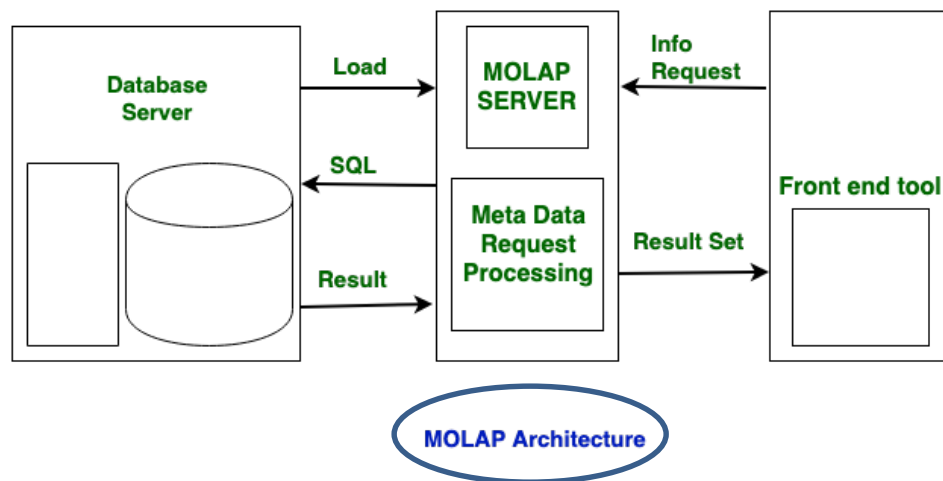 Database
Server
Load
SQL
Result
MOLAP
SERVER
Meta Data
Request
Processing
Info
Request
Result Set
Front end tool
MOLAP Architecture